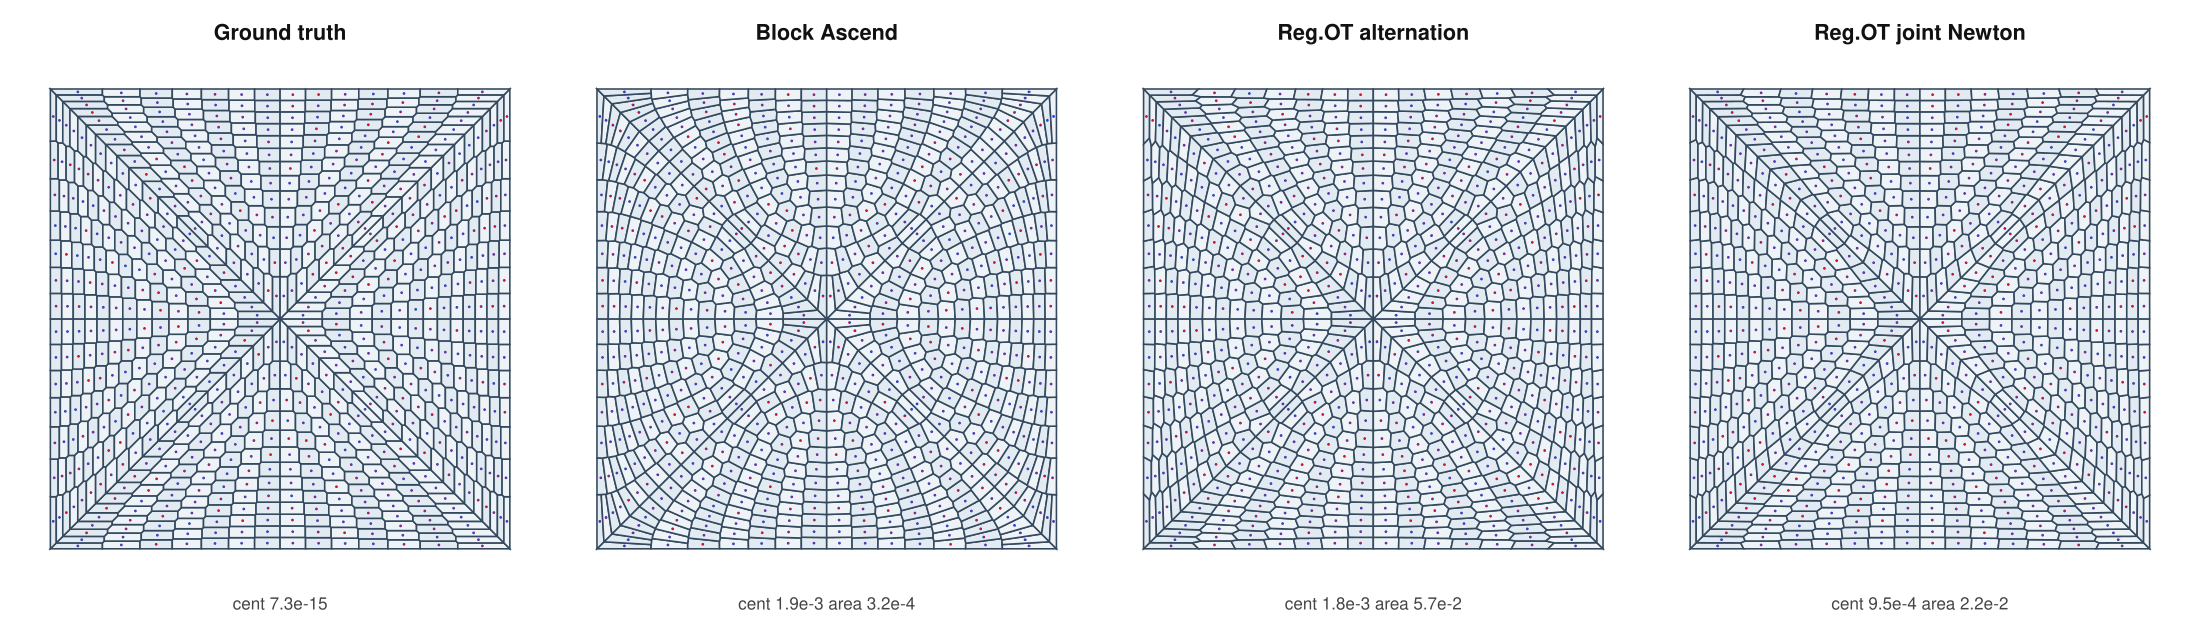 Ground truth
Block Ascend
Reg.OT alternation
Reg.OT joint Newton
cent 7.3e-15
cent 1.9e-3 area 3.2e-4
cent 1.8e-3 area 5.7e-2
cent 9.5e-4 area 2.2e-2